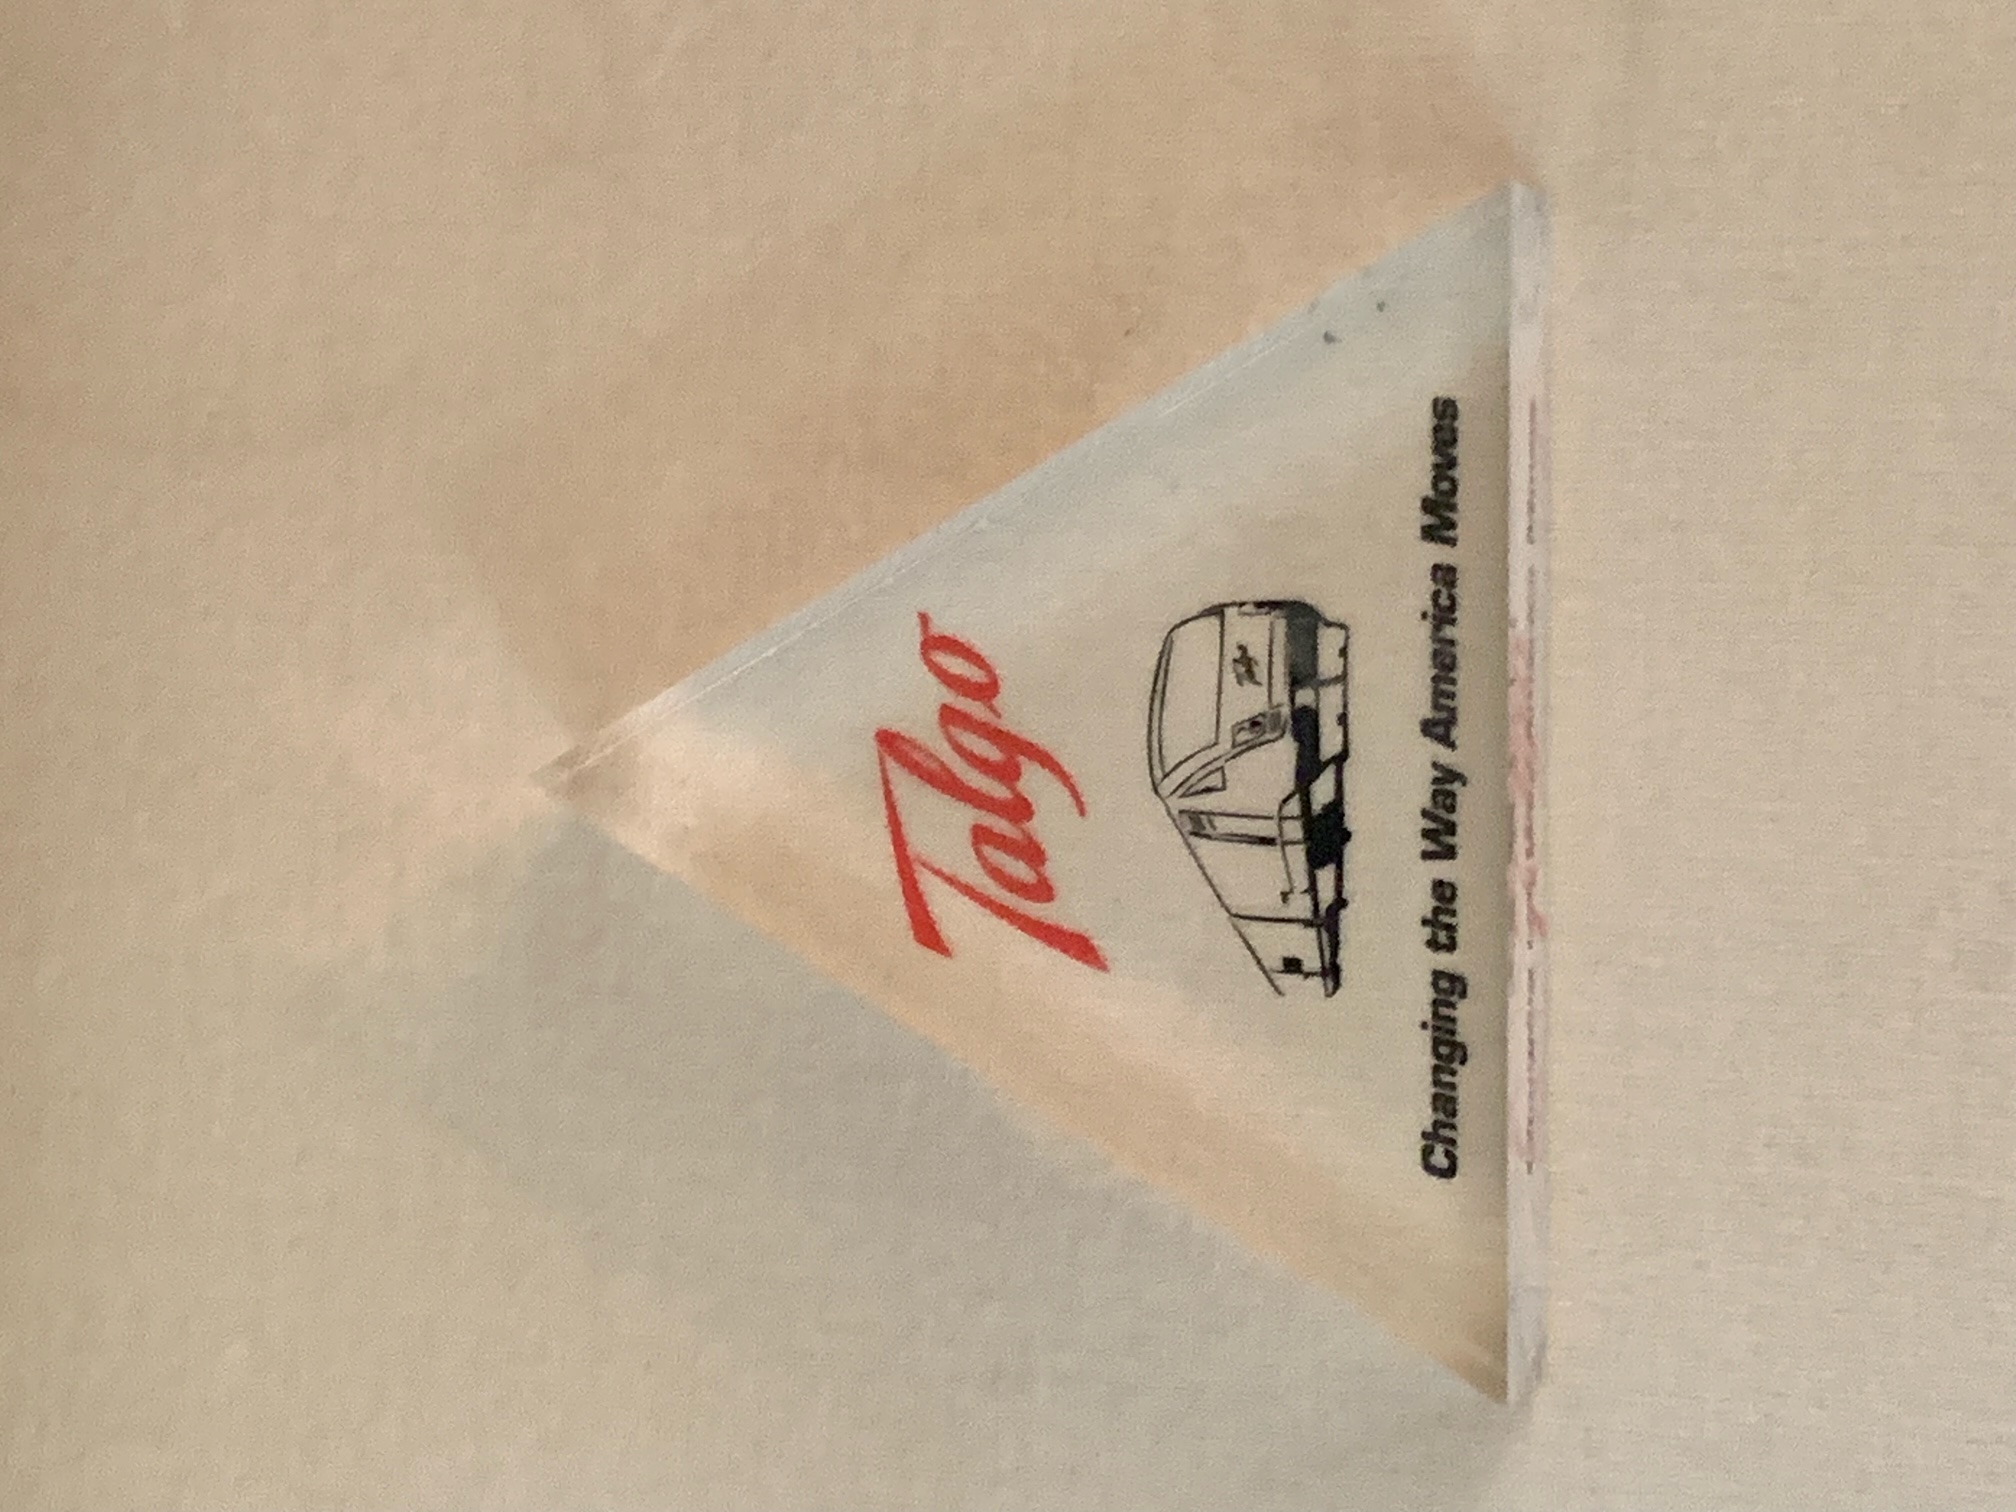 Talgo
Changing the Way America Moves